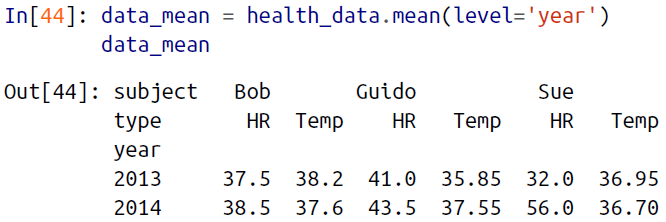 In[44]: data_mean = health_data.mean(level='year')
        data_mean
Out[44]: subject   Bob       Guido         Sue
         type       HR  Temp    HR   Temp    HR   Temp
         year
         2013     37.5  38.2  41.0  35.85  32.0  36.95
         2014     38.5  37.6  43.5  37.55  56.0  36.70